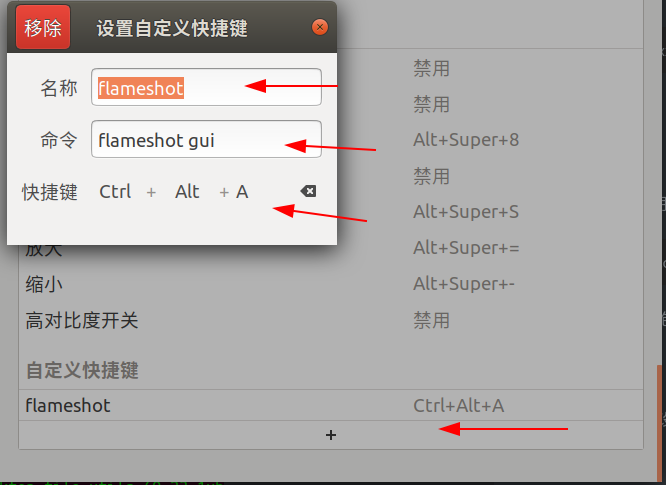 移除 设置自定义快捷键
名称 flameshot
命令 flameshot gui
快捷键 Ctrl + Alt + A
禁用
禁用
Alt+Super+8
禁用
Alt+Super+S
放大 Alt+Super+=
缩小 Alt+Super+-
高对比度开关 禁用
自定义快捷键
flameshot Ctrl+Alt+A
+